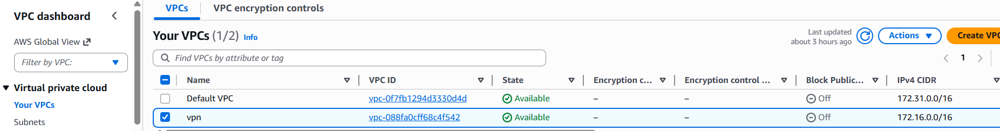 VPC dashboard
AWS Global View
Filter by VPC:
Virtual private cloud
Your VPCs
Subnets
VPCs
VPC encryption controls
Your VPCs (1/2) Info
Last updated
about 3 hours ago
Actions
Create VPC
Find VPCs by attribute or tag
1
Name VPC ID State Encryption c... Encryption control ... Block Public... IPv4 CIDR
Default VPC vpc-0f7fb1294d3330d4d Available – – Off 172.31.0.0/16
vpn vpc-088fa0cff68c4f542 Available – – Off 172.16.0.0/16